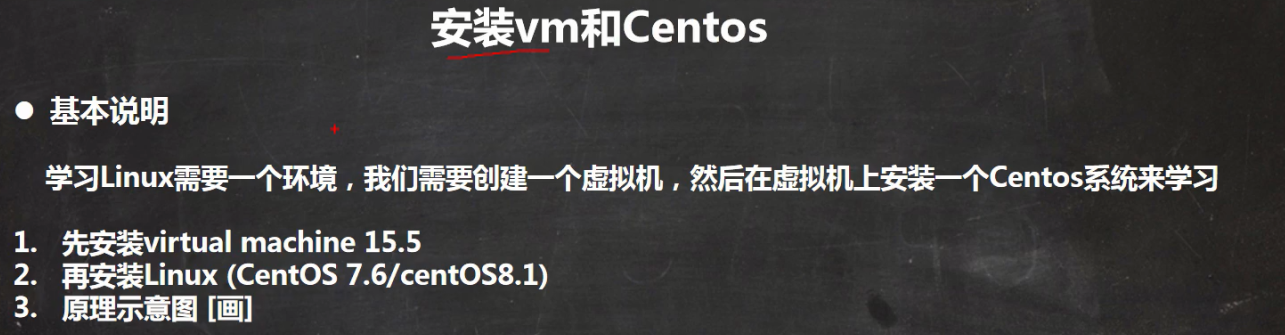 安装vm和Centos
● 基本说明
学习Linux需要一个环境，我们需要创建一个虚拟机，然后在虚拟机上安装一个Centos系统来学习
1. 先安装virtual machine 15.5
2. 再安装Linux (CentOS 7.6/centOS8.1)
3. 原理示意图 [画]